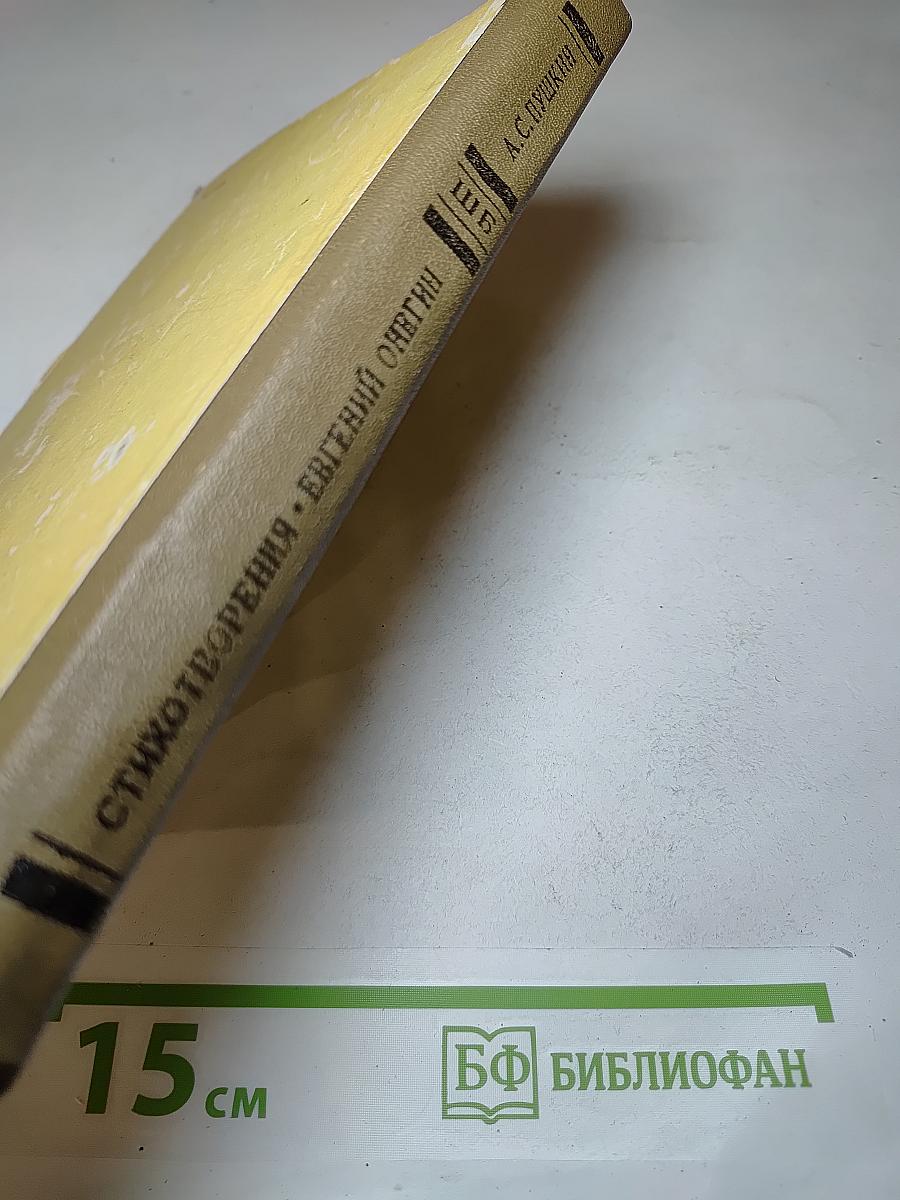 А.С.ПУШКИН
ШБ
СТИХОТВОРЕНИЯ • ЕВГЕНИЙ ОНЕГИН
15 см
БФ БИБЛИОФАН